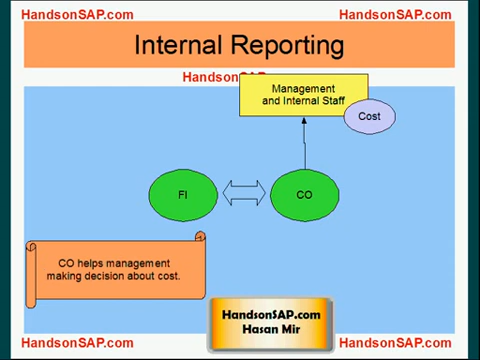 HandsonSAP.com HandsonSAP.com
Internal Reporting
HandsonSAP
Management
and Internal Staff
Cost
FI
CO
CO helps management
making decision about cost.
HandsonSAP.com
Hasan Mir
HandsonSAP.com HandsonSAP.com